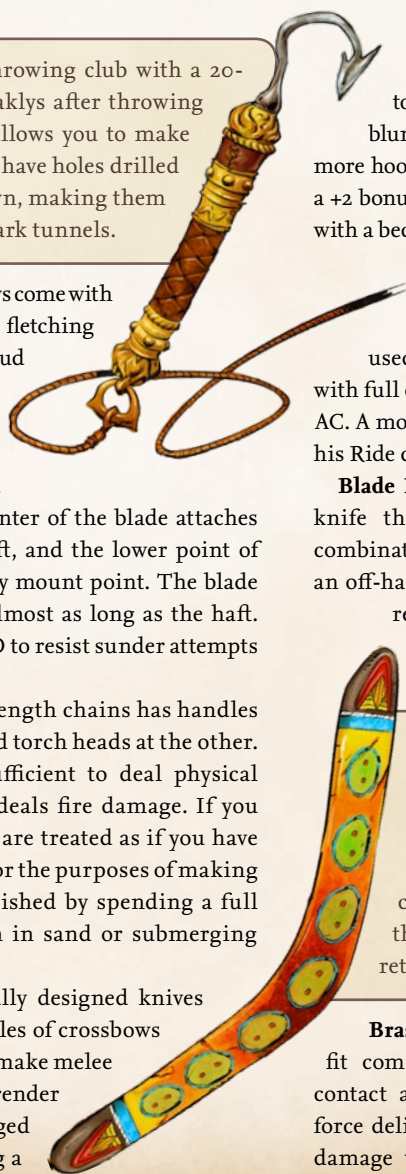 throwing club with a 20-
aklys after throwing
allows you to make
have holes drilled
wn, making them
ark tunnels.
ys come with
fletching
ud
nter of the blade attaches
ft, and the lower point of
y mount point. The blade
lmost as long as the haft.
to resist sunder attempts
ength chains has handles
d torch heads at the other.
ufficient to deal physical
deals fire damage. If you
are treated as if you have
or the purposes of making
ished by spending a full
n in sand or submerging
lly designed knives
les of crossbows
make melee
render
ged
g a
to
blun
more hoo
a +2 bonu
with a bec
used
with full
AC. A mo
his Ride c
Blade
knife th
combinat
an off-ha
re
c
th
ret
Bras
fit com
contact a
force deli
damage